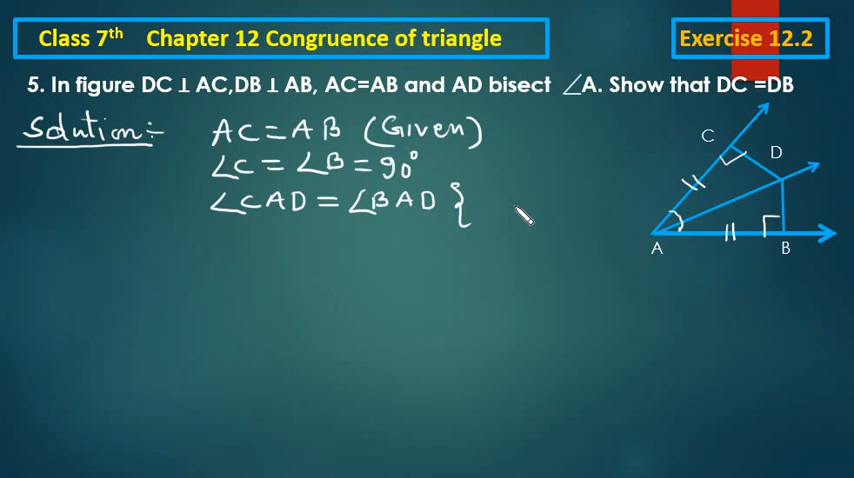 Class 7th Chapter 12 Congruence of triangle
Exercise 12.2
5. In figure DC ⊥ AC,DB ⊥ AB, AC=AB and AD bisect ∠A. Show that DC =DB
Solution:-
AC = AB (Given)
∠C = ∠B = 90°
∠CAD = ∠BAD }
C
D
A
B